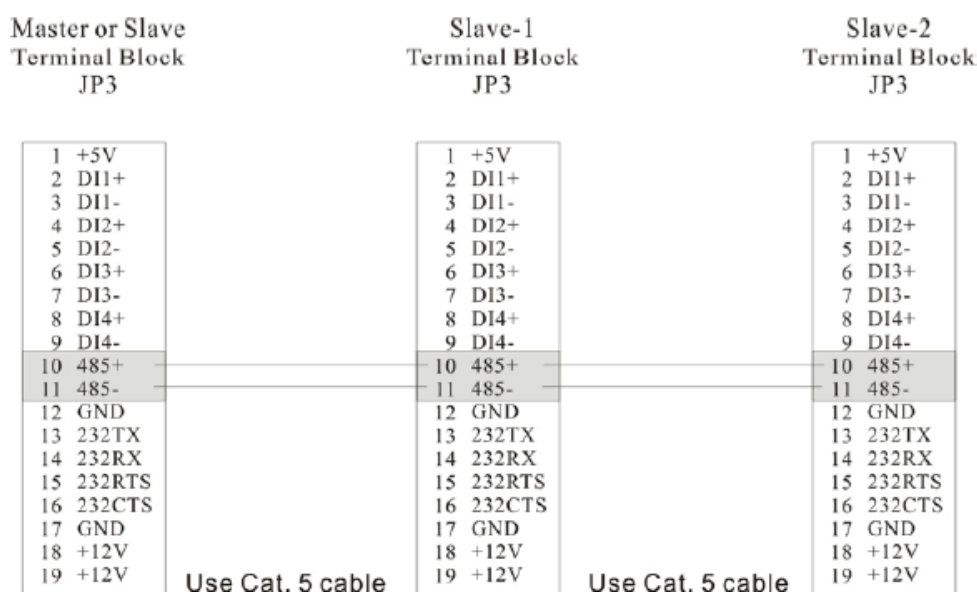 Master or Slave
Terminal Block
JP3
1 +5V
2 DI1+
3 DI1-
4 DI2+
5 DI2-
6 DI3+
7 DI3-
8 DI4+
9 DI4-
10 485+
11 485-
12 GND
13 232TX
14 232RX
15 232RTS
16 232CTS
17 GND
18 +12V
19 +12V
Use Cat. 5 cable
Slave-1
Terminal Block
JP3
1 +5V
2 DI1+
3 DI1-
4 DI2+
5 DI2-
6 DI3+
7 DI3-
8 DI4+
9 DI4-
10 485+
11 485-
12 GND
13 232TX
14 232RX
15 232RTS
16 232CTS
17 GND
18 +12V
19 +12V
Use Cat. 5 cable
Slave-2
Terminal Block
JP3
1 +5V
2 DI1+
3 DI1-
4 DI2+
5 DI2-
6 DI3+
7 DI3-
8 DI4+
9 DI4-
10 485+
11 485-
12 GND
13 232TX
14 232RX
15 232RTS
16 232CTS
17 GND
18 +12V
19 +12V